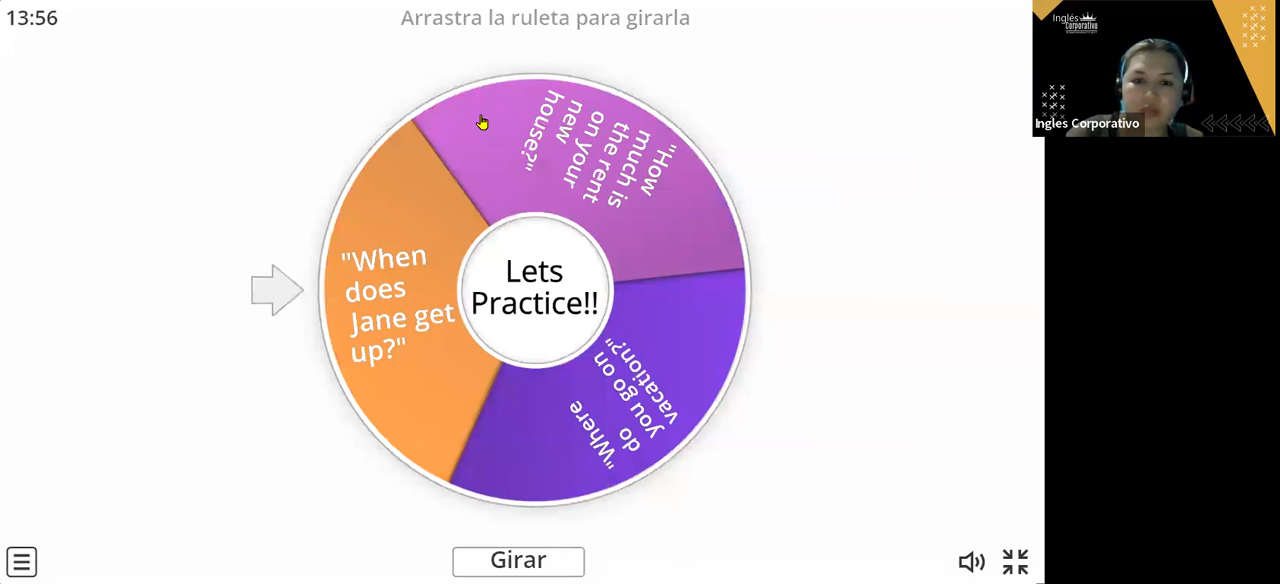 13:56
Arrastra la ruleta para girarla
Inglés
Corporativo
Ingles Corporativo
"How
much is
the rent
on your
new
house?"
"When
does
Jane get
up?"
Lets
Practice!!
"Where
do
you go on
vacation?"
Girar